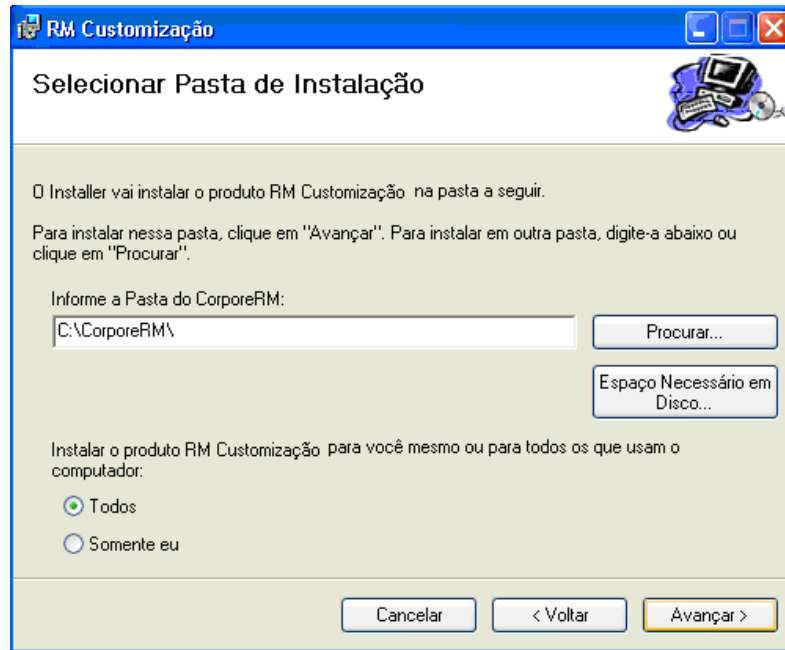 RM Customização
Selecionar Pasta de Instalação
O Installer vai instalar o produto RM Customização na pasta a seguir.
Para instalar nessa pasta, clique em "Avançar". Para instalar em outra pasta, digite-a abaixo ou
clique em "Procurar".
Informe a Pasta do CorporeRM:
C:\CorporeRM\
Procurar...
Espaço Necessário em
Disco...
Instalar o produto RM Customização para você mesmo ou para todos os que usam o
computador:
Todos
Somente eu
Cancelar
< Voltar
Avançar >